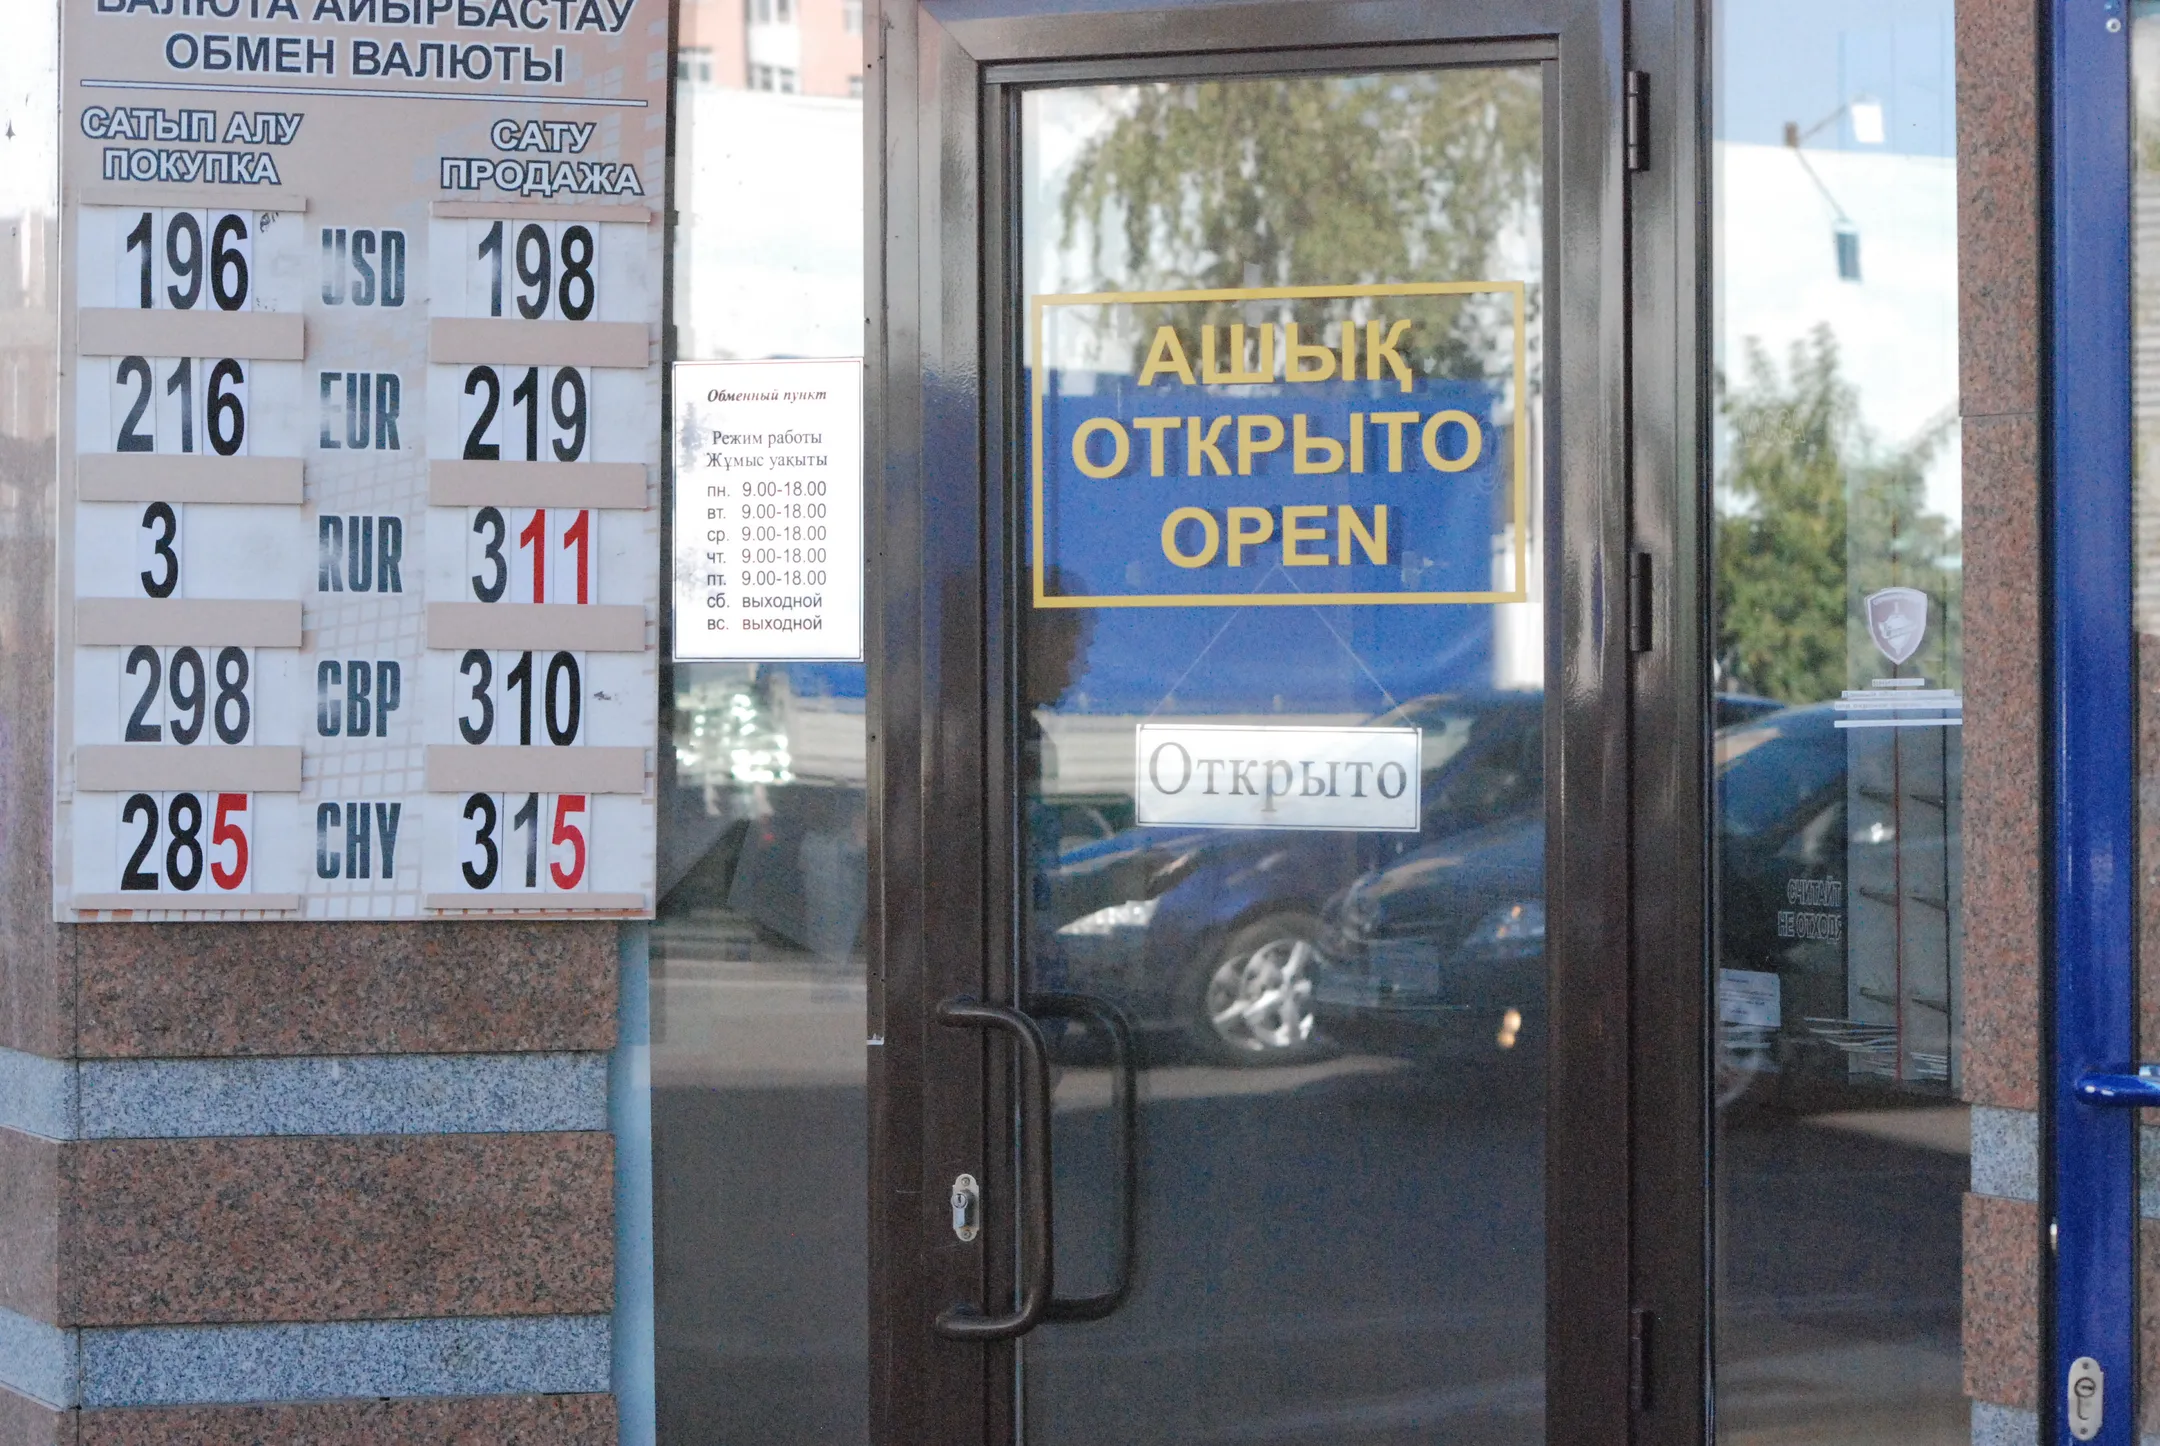 ВАЛЮТА АЙЫРБАСТАУ
ОБМЕН ВАЛЮТЫ
САТЫП АЛУ САТУ
ПОКУПКА ПРОДАЖА
196 USD 198
216 EUR 219
3 RUR 311
298 GBP 310
285 CHY 315
Обменный пункт
Режим работы
Жұмыс уақыты
пн. 9.00-18.00
вт. 9.00-18.00
ср. 9.00-18.00
чт. 9.00-18.00
пт. 9.00-18.00
сб. выходной
вс. выходной
АШЫҚ
ОТКРЫТО
OPEN
Открыто
НЕ